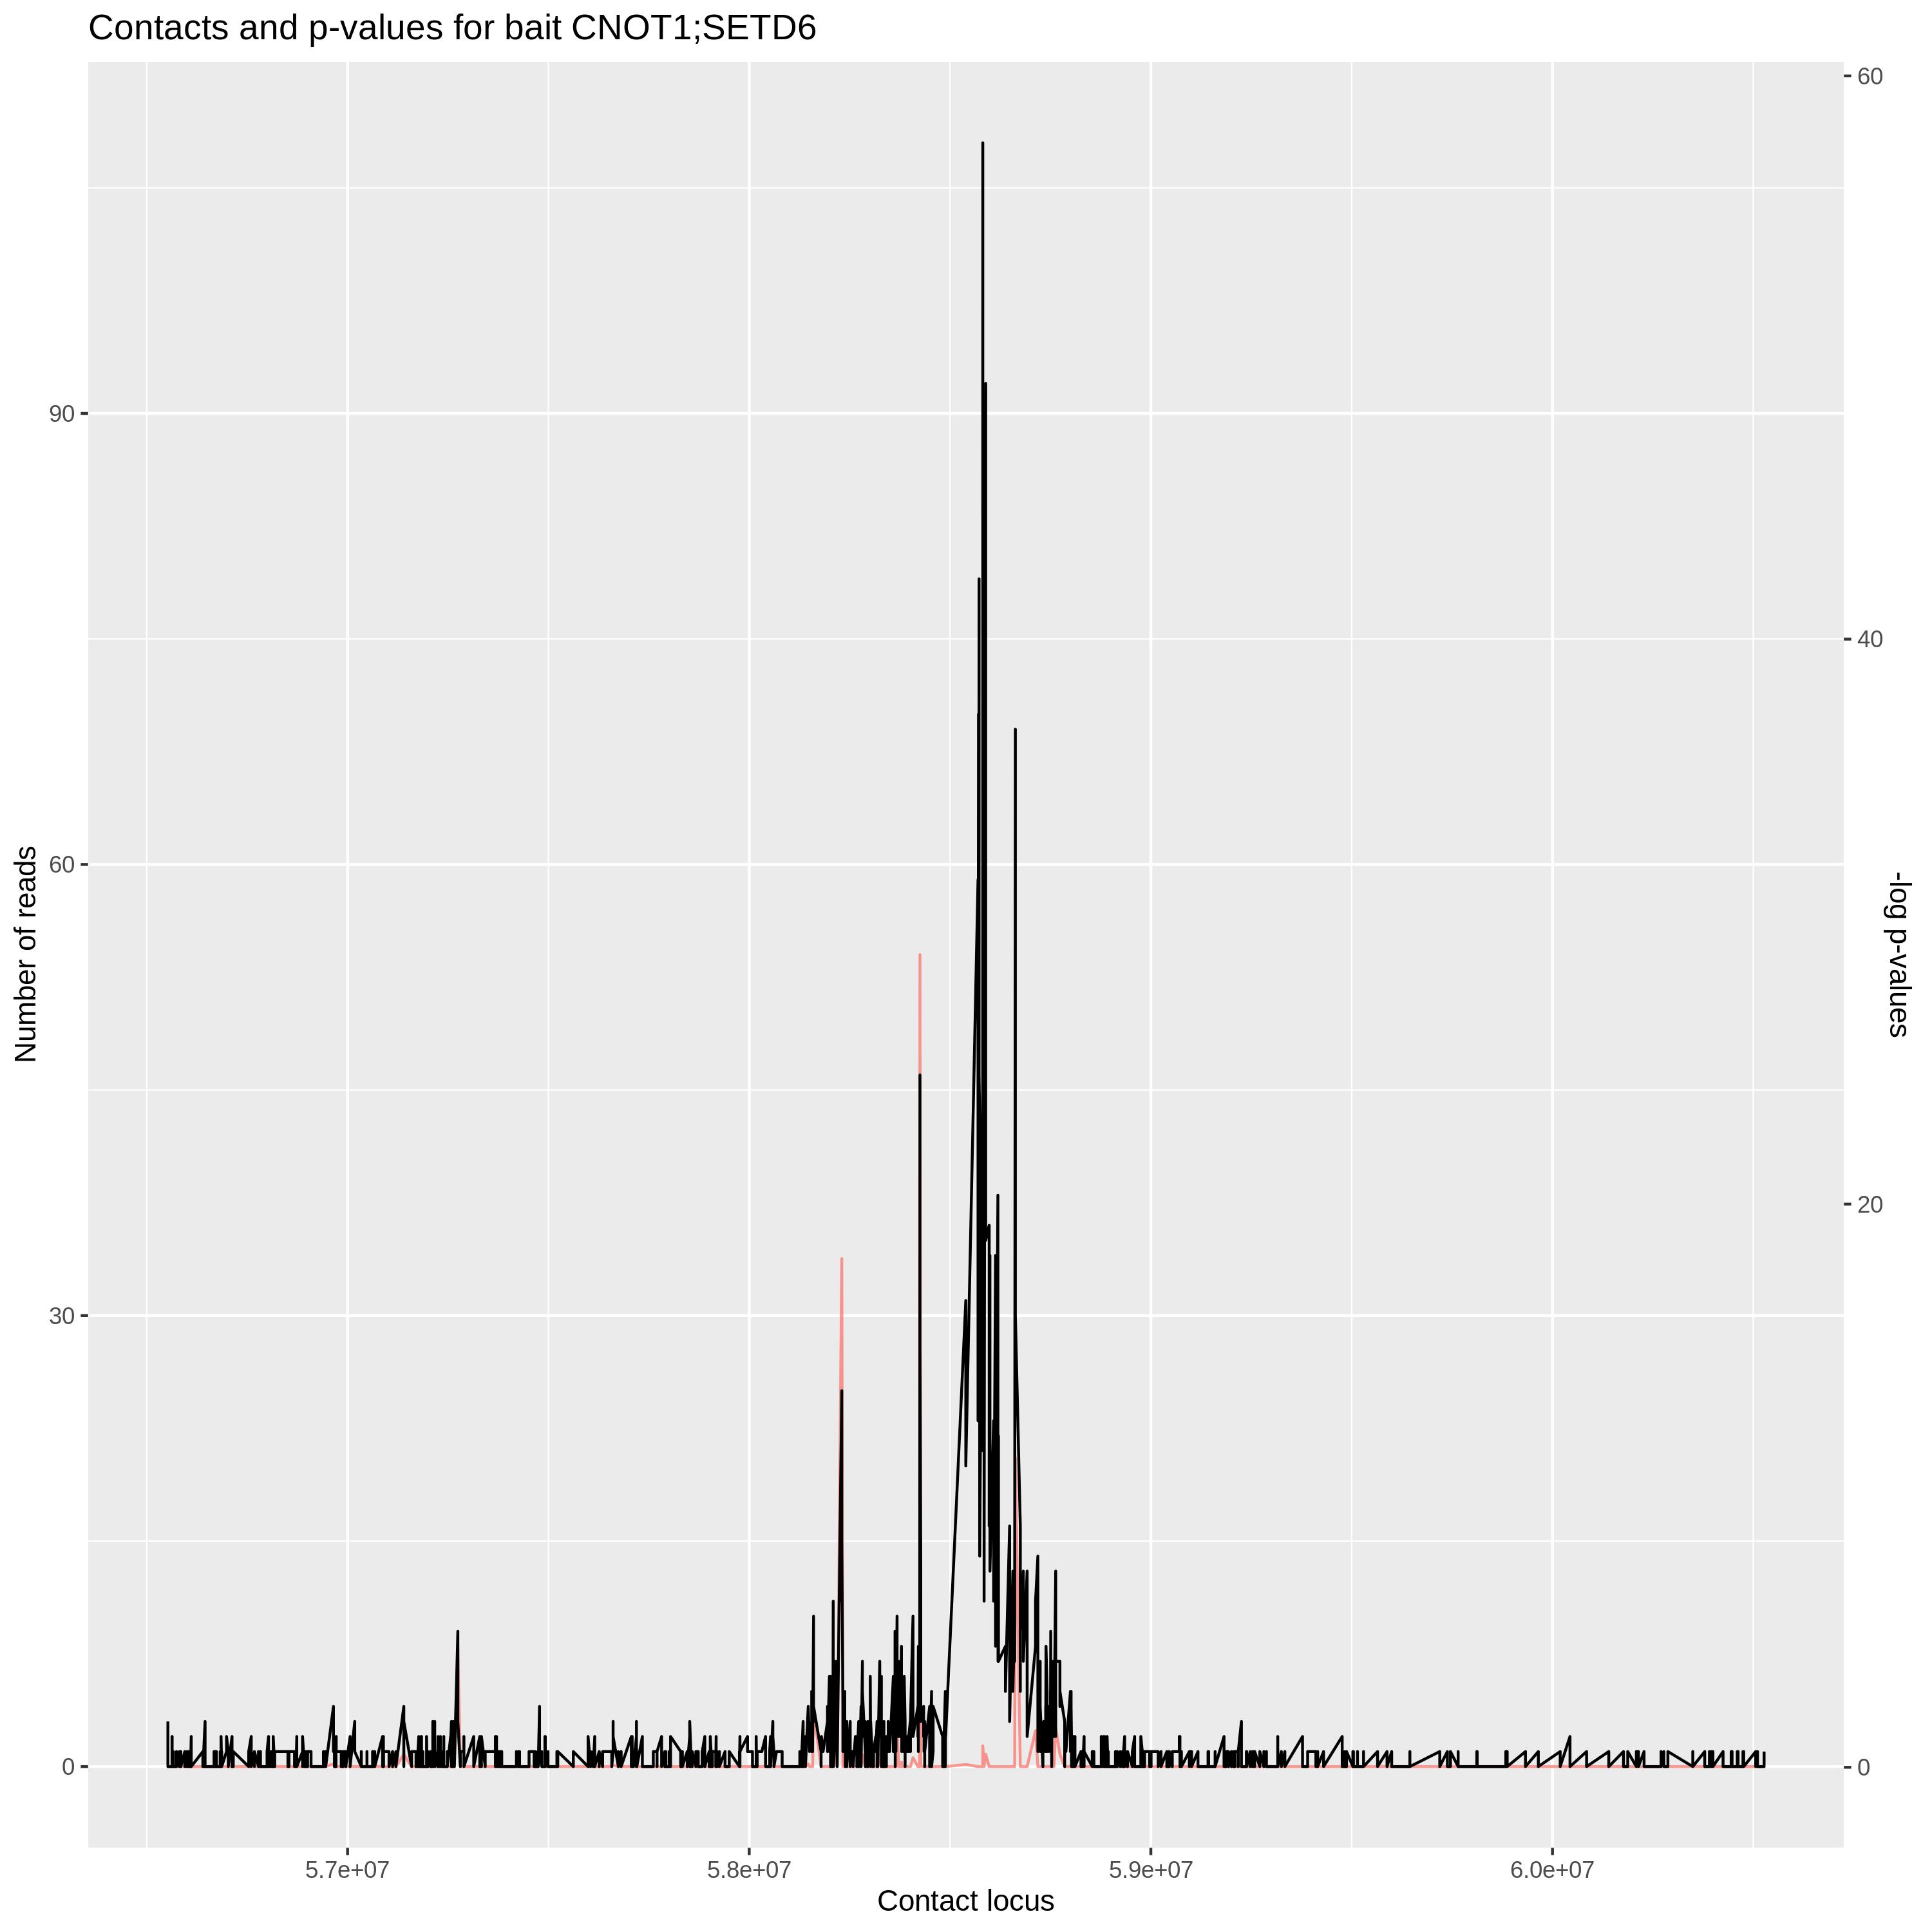 Contacts and p-values for bait CNOT1;SETD6
60
90
40
60
20
30
0
0
Number of reads
-log p-values
5.7e+07
5.8e+07
5.9e+07
6.0e+07
Contact locus